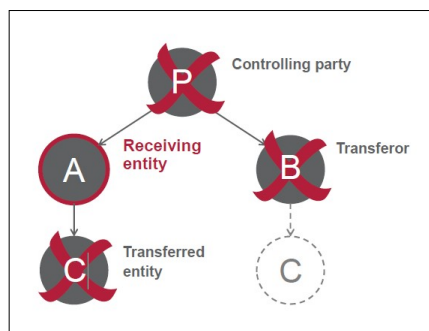 P
Controlling party
A
Receiving
entity
B
Transferor
C
Transferred
entity
C